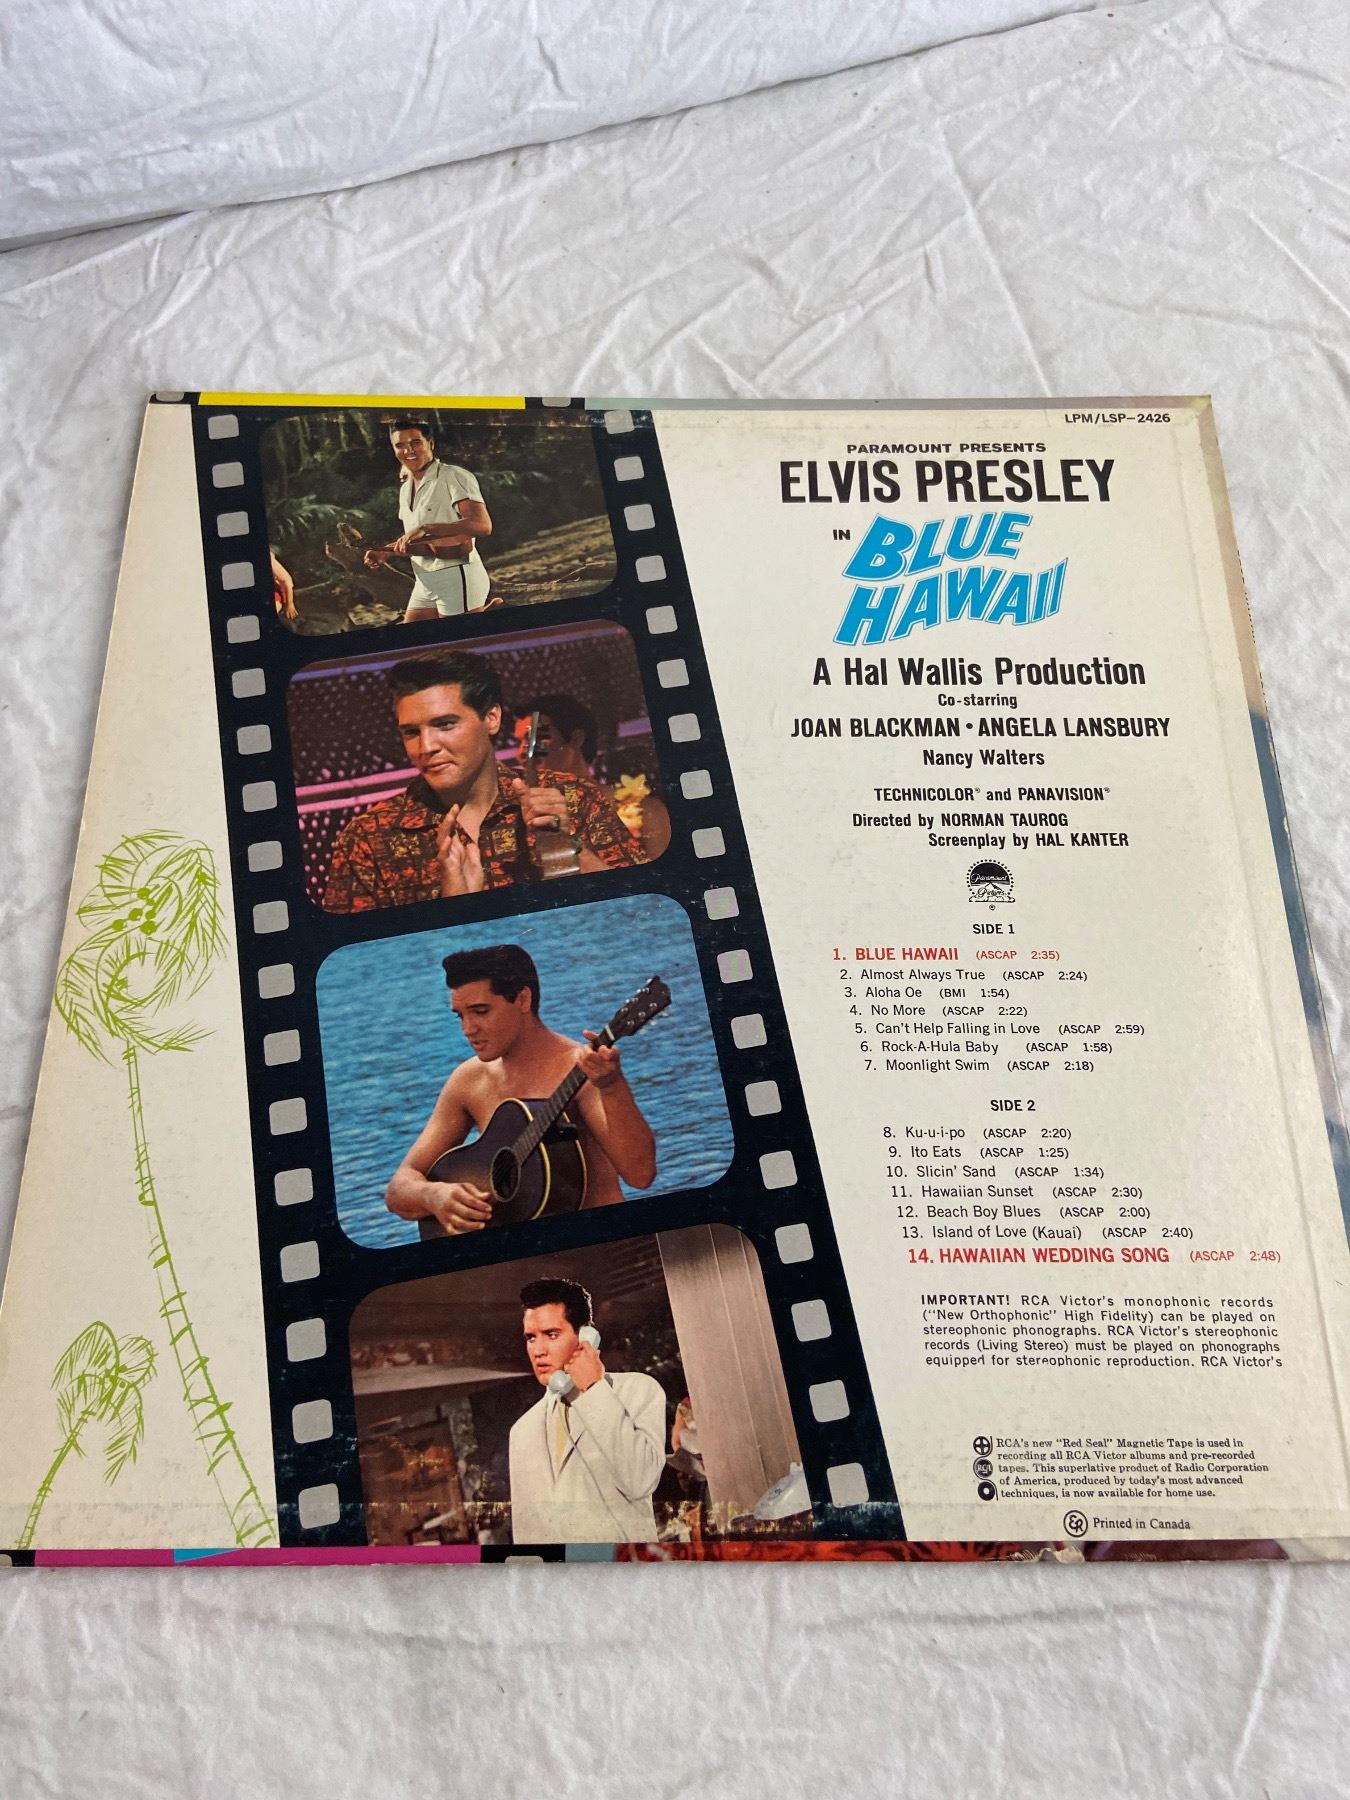 LPM/LSP-2426
PARAMOUNT PRESENTS
ELVIS PRESLEY
IN BLUE
HAWAII
A Hal Wallis Production
Co-starring
JOAN BLACKMAN • ANGELA LANSBURY
Nancy Walters
TECHNICOLOR® and PANAVISION®
Directed by NORMAN TAUROG
Screenplay by HAL KANTER
Paramount
Pictures
®
SIDE 1
1. BLUE HAWAII (ASCAP 2:35)
2. Almost Always True (ASCAP 2:24)
3. Aloha Oe (BMI 1:54)
4. No More (ASCAP 2:22)
5. Can't Help Falling in Love (ASCAP 2:59)
6. Rock-A-Hula Baby (ASCAP 1:58)
7. Moonlight Swim (ASCAP 2:18)
SIDE 2
8. Ku-u-i-po (ASCAP 2:20)
9. Ito Eats (ASCAP 1:25)
10. Slicin' Sand (ASCAP 1:34)
11. Hawaiian Sunset (ASCAP 2:30)
12. Beach Boy Blues (ASCAP 2:00)
13. Island of Love (Kauai) (ASCAP 2:40)
14. HAWAIIAN WEDDING SONG (ASCAP 2:48)
IMPORTANT! RCA Victor's monophonic records
("New Orthophonic" High Fidelity) can be played on
stereophonic phonographs. RCA Victor's stereophonic
records (Living Stereo) must be played on phonographs
equipped for stereophonic reproduction. RCA Victor's
RCA's new "Red Seal" Magnetic Tape is used in
recording all RCA Victor albums and pre-recorded
RCA tapes. This superlative product of Radio Corporation
of America, produced by today's most advanced
techniques, is now available for home use.
Printed in Canada